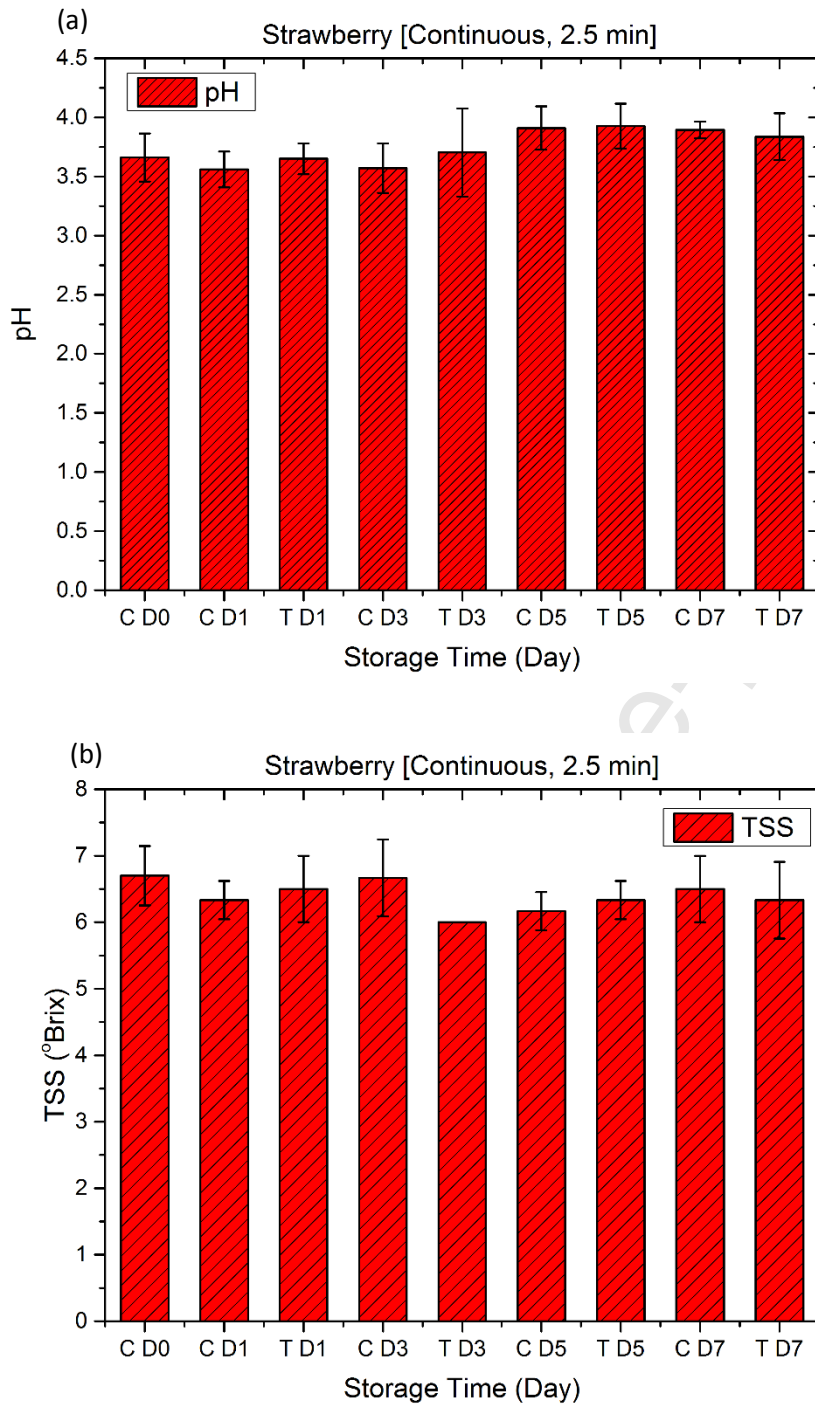 (a)
Strawberry [Continuous, 2.5 min]
pH
4.5
4.0
3.5
3.0
2.5
2.0
1.5
1.0
0.5
0.0
pH
C D0 C D1 T D1 C D3 T D3 C D5 T D5 C D7 T D7
Storage Time (Day)
(b)
Strawberry [Continuous, 2.5 min]
TSS
8
7
6
5
4
3
2
1
0
TSS (°Brix)
C D0 C D1 T D1 C D3 T D3 C D5 T D5 C D7 T D7
Storage Time (Day)